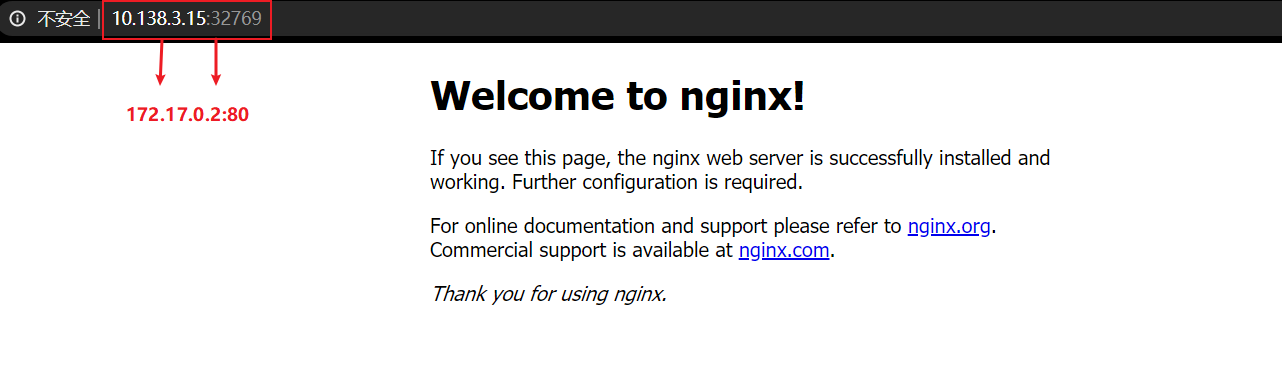 不安全 | 10.138.3.15:32769
172.17.0.2:80
Welcome to nginx!
If you see this page, the nginx web server is successfully installed and
working. Further configuration is required.
For online documentation and support please refer to nginx.org.
Commercial support is available at nginx.com.
Thank you for using nginx.